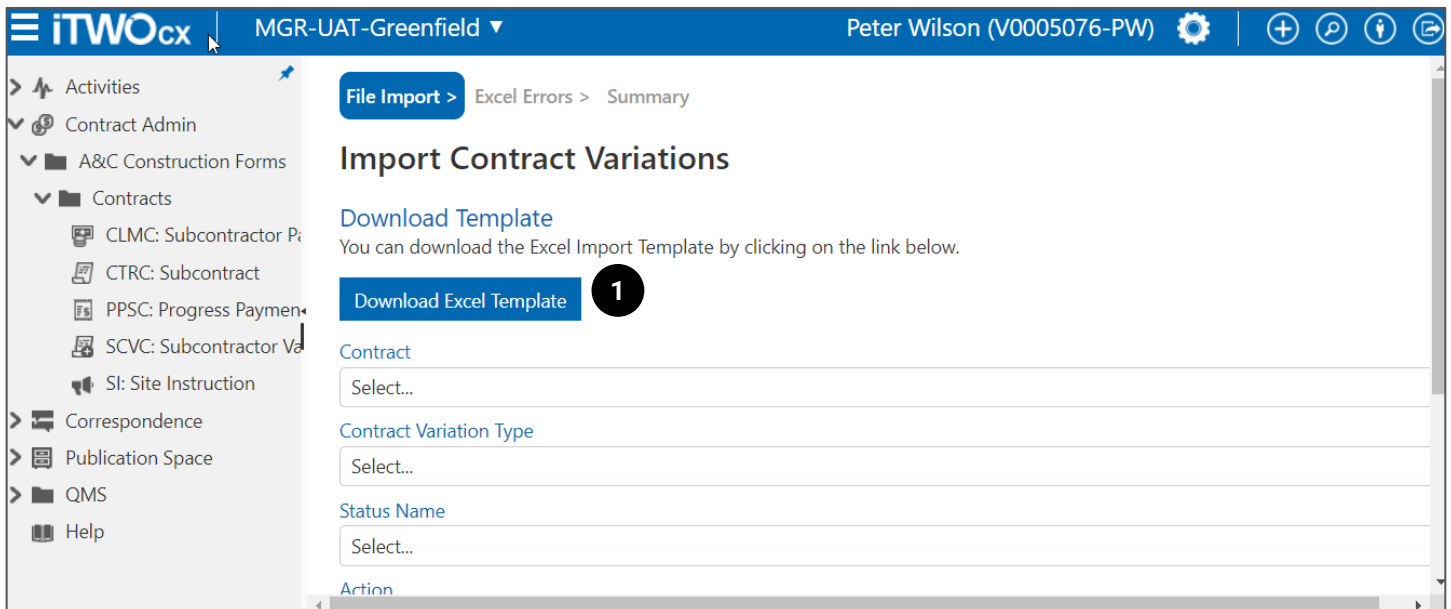 iTWOcx
MGR-UAT-Greenfield ▼
Peter Wilson (V0005076-PW)
Activities
Contract Admin
A&C Construction Forms
Contracts
CLMC: Subcontractor Pa
CTRC: Subcontract
PPSC: Progress Paymen
SCVC: Subcontractor Va
SI: Site Instruction
Correspondence
Publication Space
QMS
Help
File Import > Excel Errors > Summary
Import Contract Variations
Download Template
You can download the Excel Import Template by clicking on the link below.
Download Excel Template
1
Contract
Select...
Contract Variation Type
Select...
Status Name
Select...
Action